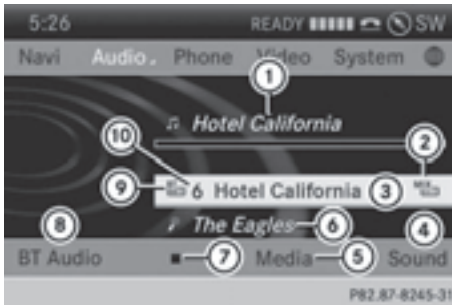 5:26 READY SW
Navi Audio Phone Video System
1
♫ Hotel California
10 2
9 6 Hotel California 3
8 ♪ The Eagles 6 4
BT Audio ■ 7 Media 5 Sound
P82.87-8245-31